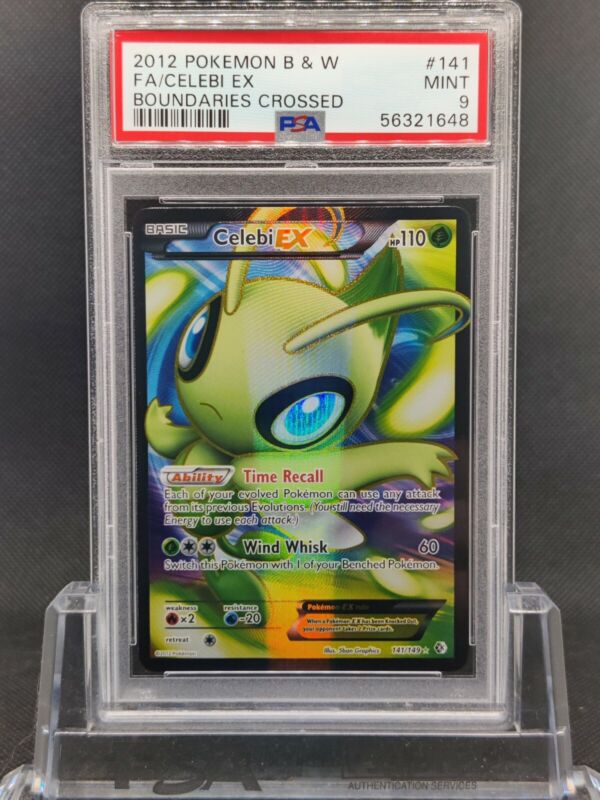 2012 POKEMON B & W #141
FA/CELEBI EX MINT
BOUNDARIES CROSSED 9
PSA 56321648
BASIC
Celebi EX HP110
Ability Time Recall
Each of your evolved Pokémon can use any attack
from its previous Evolutions. (You still need the necessary
Energy to use each attack.)
Wind Whisk 60
Switch this Pokémon with 1 of your Benched Pokémon.
weakness resistance
×2 -20
retreat
Pokémon EX rule
When a Pokémon-EX has been Knocked Out,
your opponent takes 2 Prize cards.
©2012 Pokémon
Illus. Shin Graphics 141/149
PSA
AUTHENTICATION SERVICES